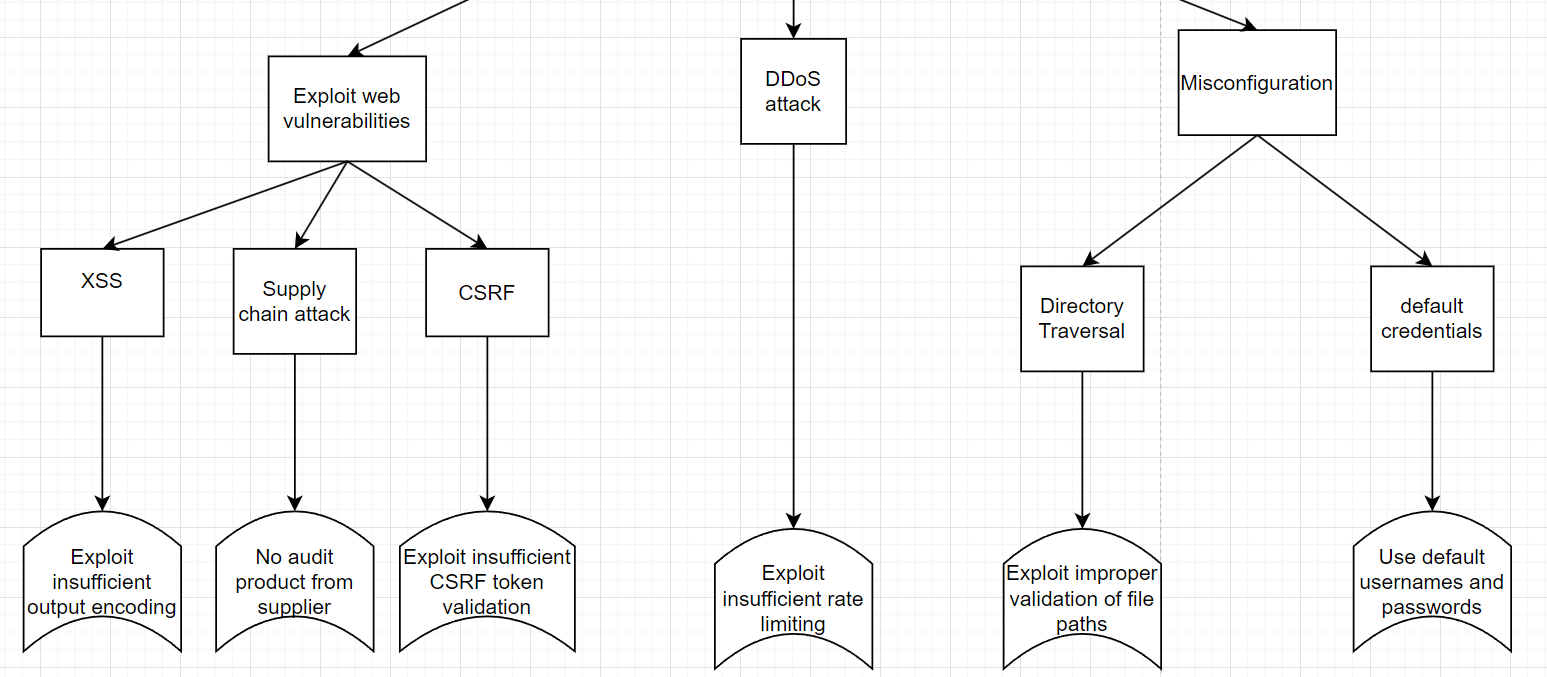 Exploit web
vulnerabilities
DDoS
attack
Misconfiguration
XSS
Supply
chain attack
CSRF
Directory
Traversal
default
credentials
Exploit
insufficient
output encoding
No audit
product from
supplier
Exploit insufficient
CSRF token
validation
Exploit
insufficient rate
limiting
Exploit improper
validation of file
paths
Use default
usernames and
passwords